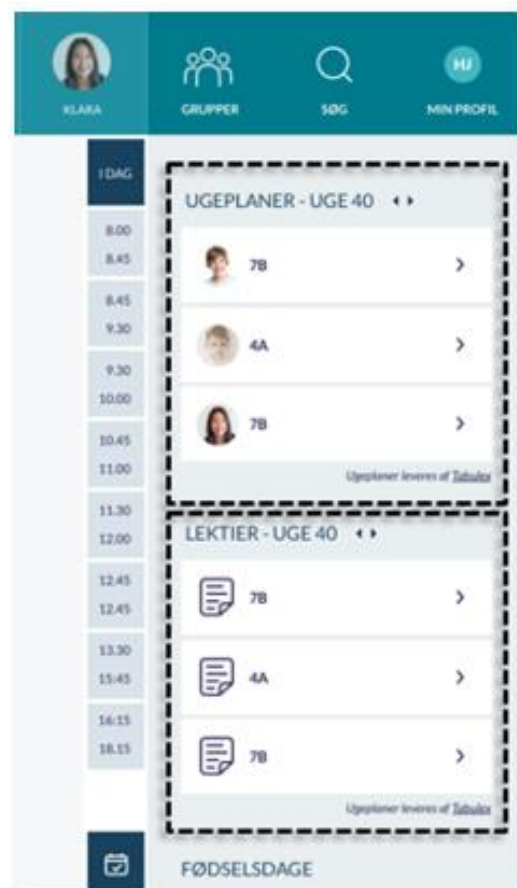 KLARA
GRUPPER
SØG
HJ
MIN PROFIL
I DAG
8.00
8.45
8.45
9.30
9.30
10.00
10.45
11.00
11.30
12.00
12.45
12.45
13.30
15:45
16:15
18.15
UGEPLANER - UGE 40
7B
4A
7B
Ugeplaner leveres af Tabulex
LEKTIER - UGE 40
7B
4A
7B
Ugeplaner leveres af Tabulex
FØDSELSDAGE